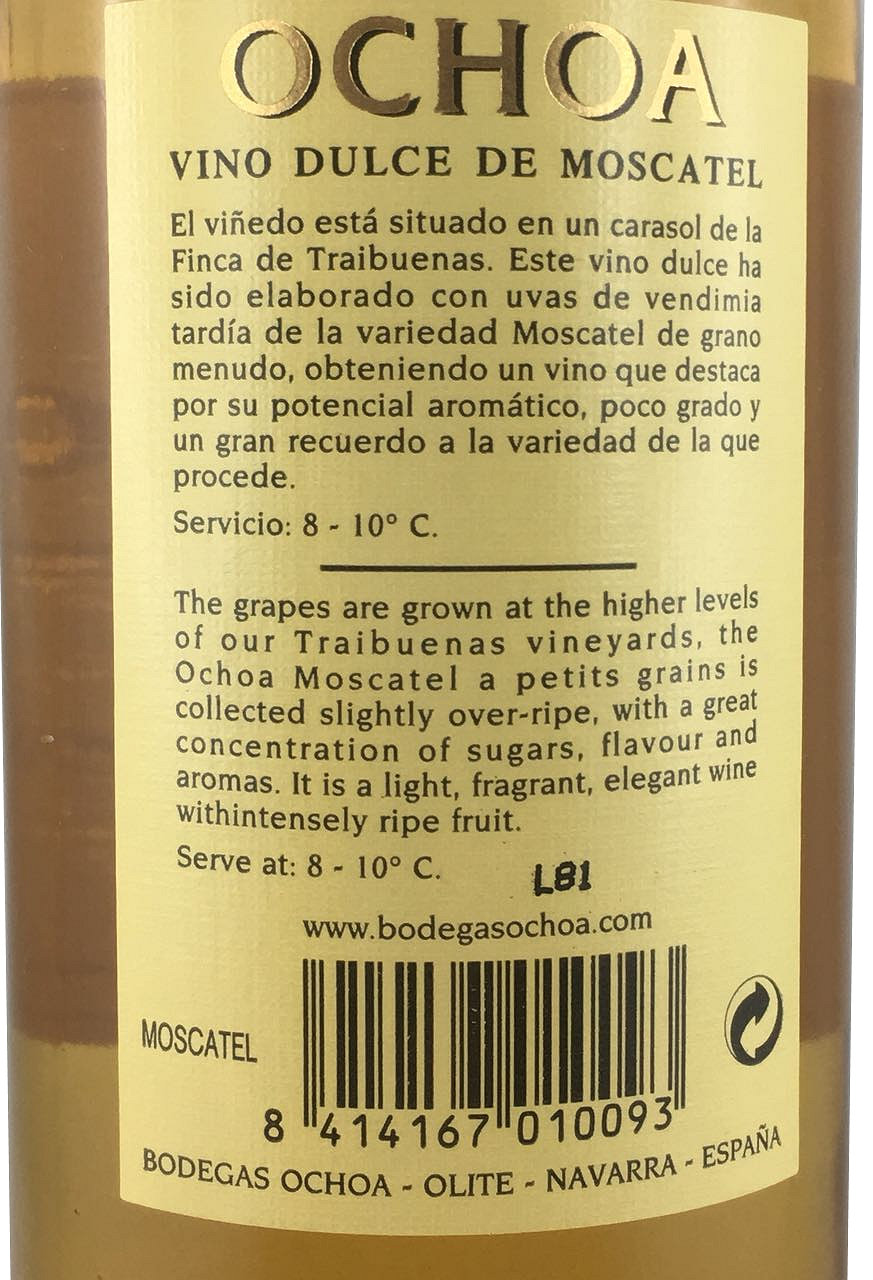 OCHOA
VINO DULCE DE MOSCATEL
El viñedo está situado en un carasol de la
Finca de Traibuenas. Este vino dulce ha
sido elaborado con uvas de vendimia
tardía de la variedad Moscatel de grano
menudo, obteniendo un vino que destaca
por su potencial aromático, poco grado y
un gran recuerdo a la variedad de la que
procede.
Servicio: 8 - 10° C.
The grapes are grown at the higher levels
of our Traibuenas vineyards, the
Ochoa Moscatel a petits grains is
collected slightly over-ripe, with a great
concentration of sugars, flavour and
aromas. It is a light, fragrant, elegant wine
withintensely ripe fruit.
Serve at: 8 - 10° C.
L81
www.bodegasochoa.com
MOSCATEL
8 414167 010093
BODEGAS OCHOA - OLITE - NAVARRA - ESPAÑA